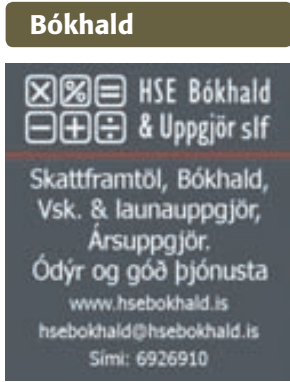 Bókhald
HSE Bókhald
& Uppgjör slf
Skattframtöl, Bókhald,
Vsk. & launauppgjör,
Ársuppgjör.
Ódýr og góð þjónusta
www.hsebokhald.is
hsebokhald@hsebokhald.is
Sími: 6926910